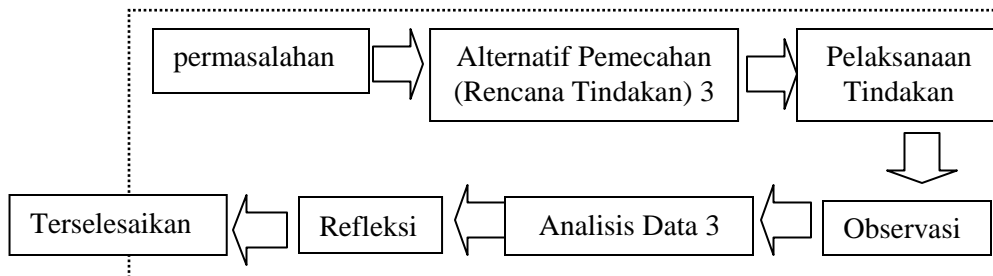 permasalahan
Alternatif Pemecahan
(Rencana Tindakan) 3
Pelaksanaan
Tindakan
Terselesaikan
Refleksi
Analisis Data 3
Observasi